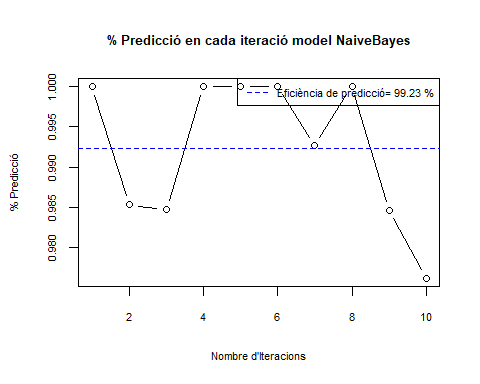 % Predicció en cada iteració model NaiveBayes
% Predicció
1.000
0.995
0.990
0.985
0.980
Eficiència de predicció= 99.23 %
2
4
6
8
10
Nombre d'Iteracions